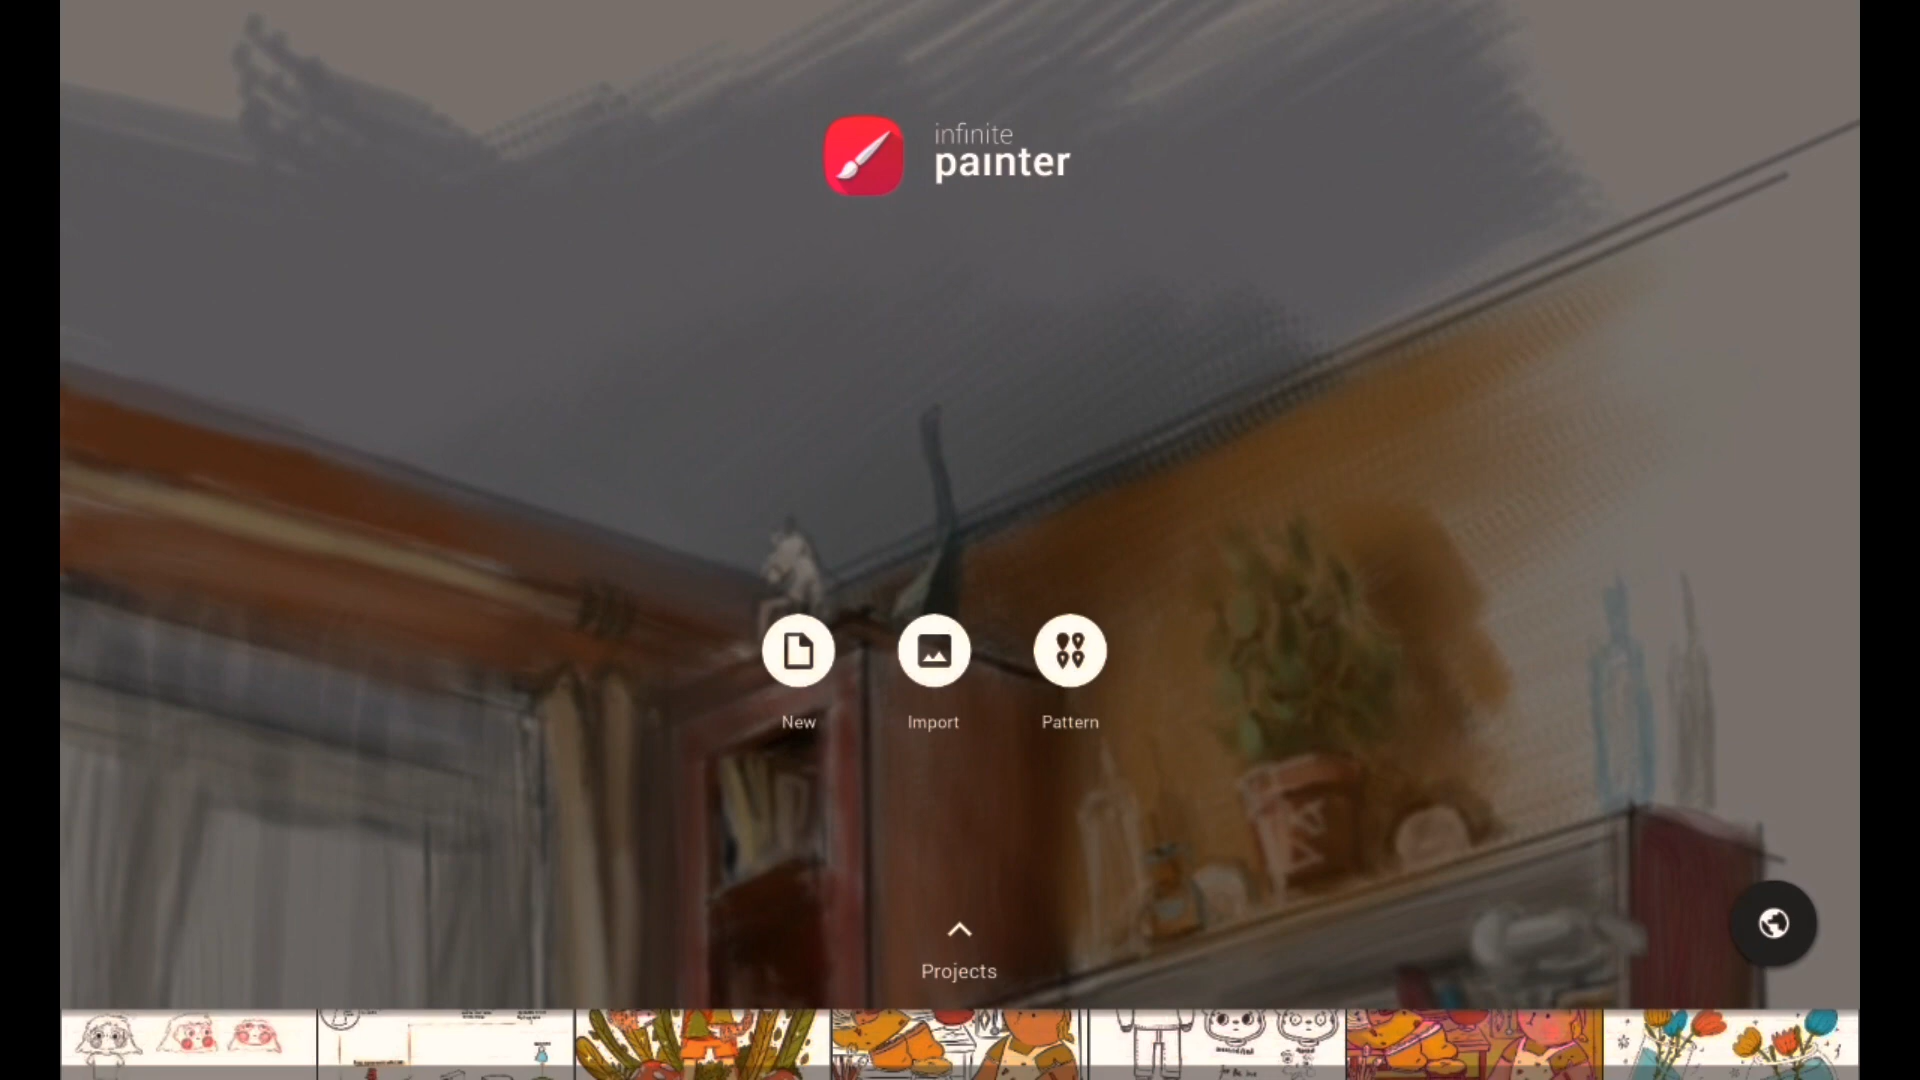 infinite
painter
New
Import
Pattern
Projects